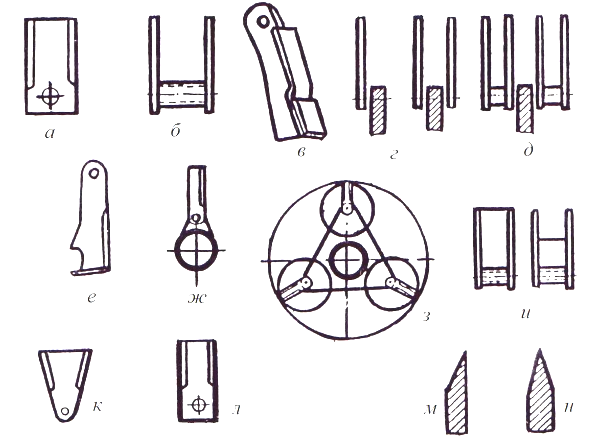 а б в г д
е ж з и
к л м н